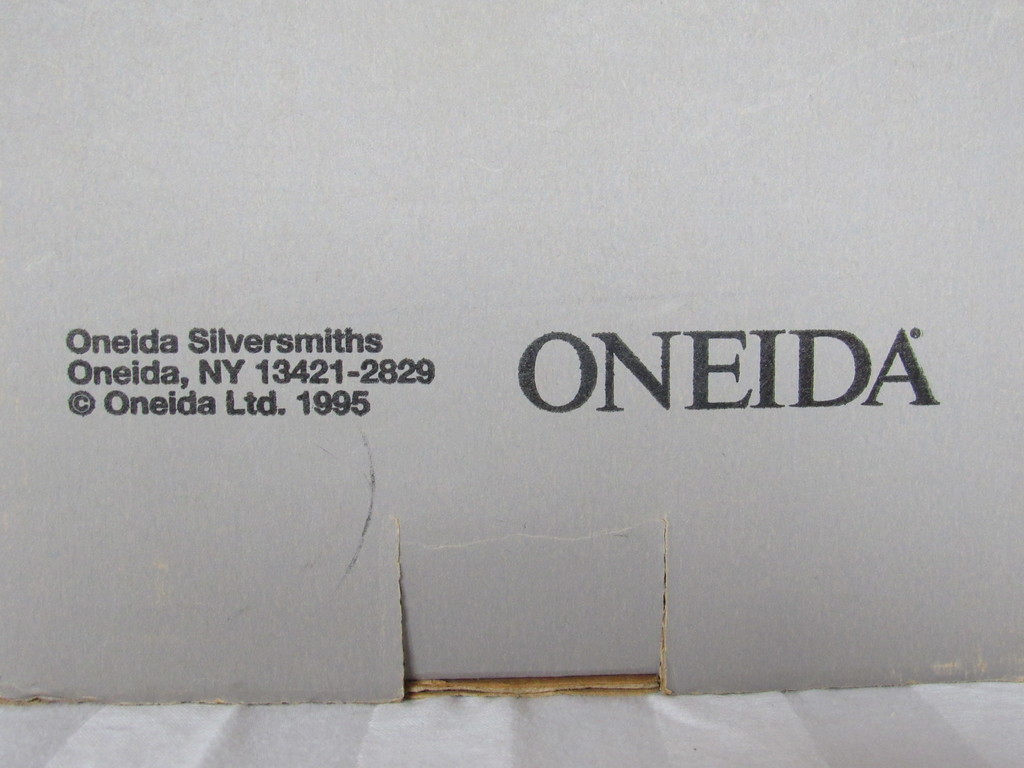 Oneida Silversmiths
Oneida, NY 13421-2829
© Oneida Ltd. 1995
ONEIDA®